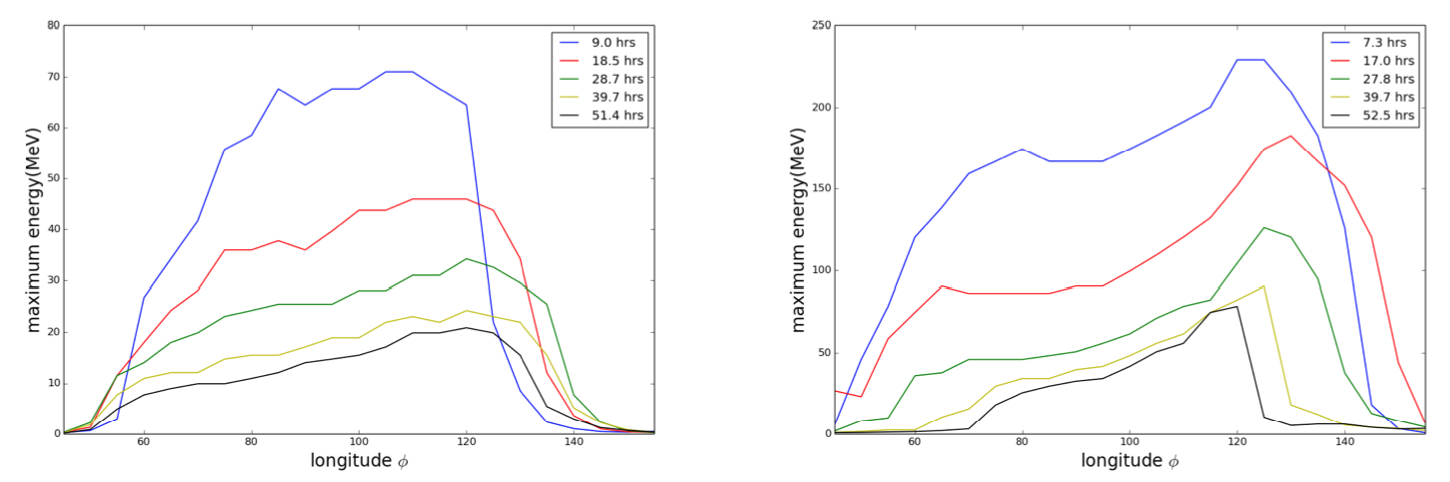 80
70
60
50
40
30
20
10
0
maximum energy(MeV)
9.0 hrs
18.5 hrs
28.7 hrs
39.7 hrs
51.4 hrs
60 80 100 120 140
longitude ϕ
250
200
150
100
50
0
maximum energy(MeV)
7.3 hrs
17.0 hrs
27.8 hrs
39.7 hrs
52.5 hrs
60 80 100 120 140
longitude ϕ